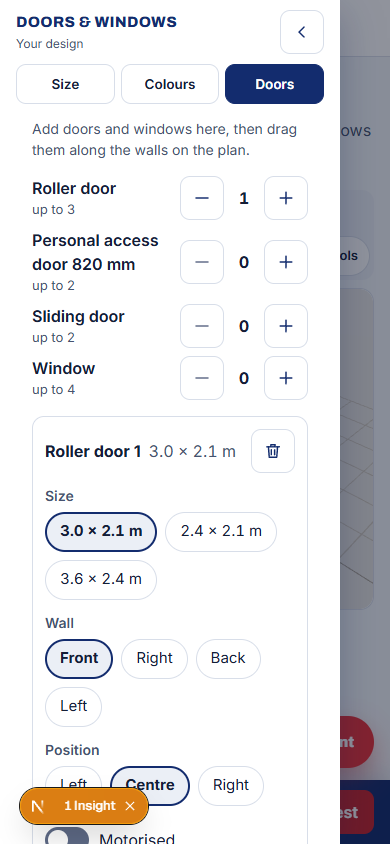 DOORS & WINDOWS
Your design
Size
Colours
Doors
Add doors and windows here, then drag
them along the walls on the plan.
Roller door
up to 3
1
Personal access
door 820 mm
up to 2
0
Sliding door
up to 2
0
Window
up to 4
0
Roller door 1 3.0 × 2.1 m
Size
3.0 × 2.1 m
2.4 × 2.1 m
3.6 × 2.4 m
Wall
Front
Right
Back
Left
Position
Left
Centre
Right
N 1 Insight
Motorised